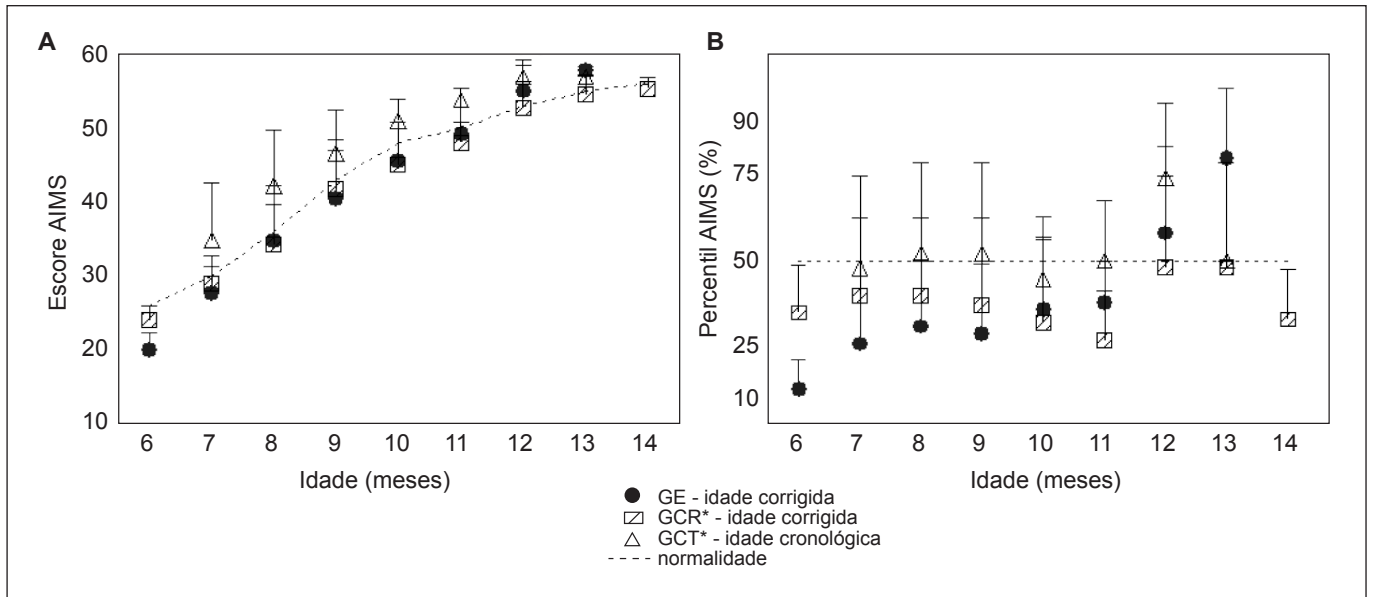 A
60
50
40
30
20
10
Escore AIMS
6 7 8 9 10 11 12 13 14
Idade (meses)
B
90
75
50
25
10
Percentil AIMS (%)
6 7 8 9 10 11 12 13 14
Idade (meses)
GE - idade corrigida
GCR* - idade corrigida
GCT* - idade cronológica
normalidade